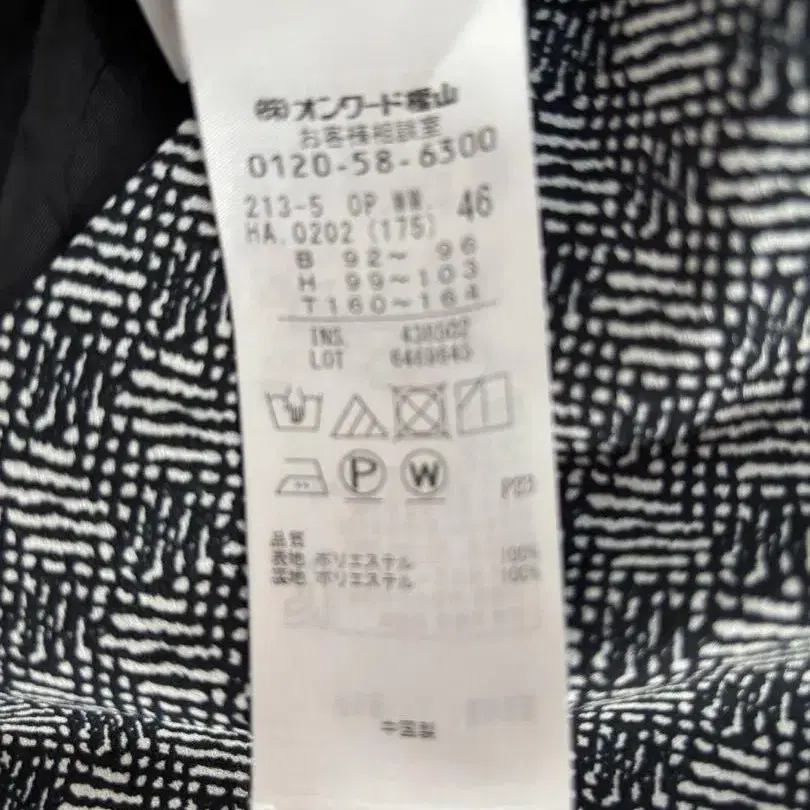 ㈱オンワード樫山
お客様相談室
0120-58-6300
213-5 OP.W.W. 46
HA.0202 (175)
B 92～ 96
H 99～103
T160～164
INS.
LOT
P W
品質
表地 ポリエステル 100%
裏地 ポリエステル 100%
中国製